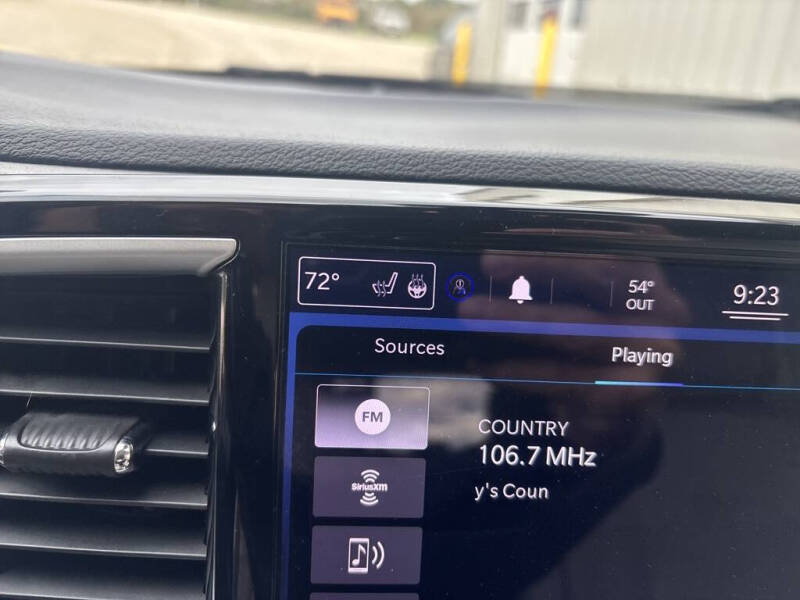 72°
54°
OUT
9:23
Sources
Playing
FM
COUNTRY
106.7 MHz
y's Coun
SiriusXM